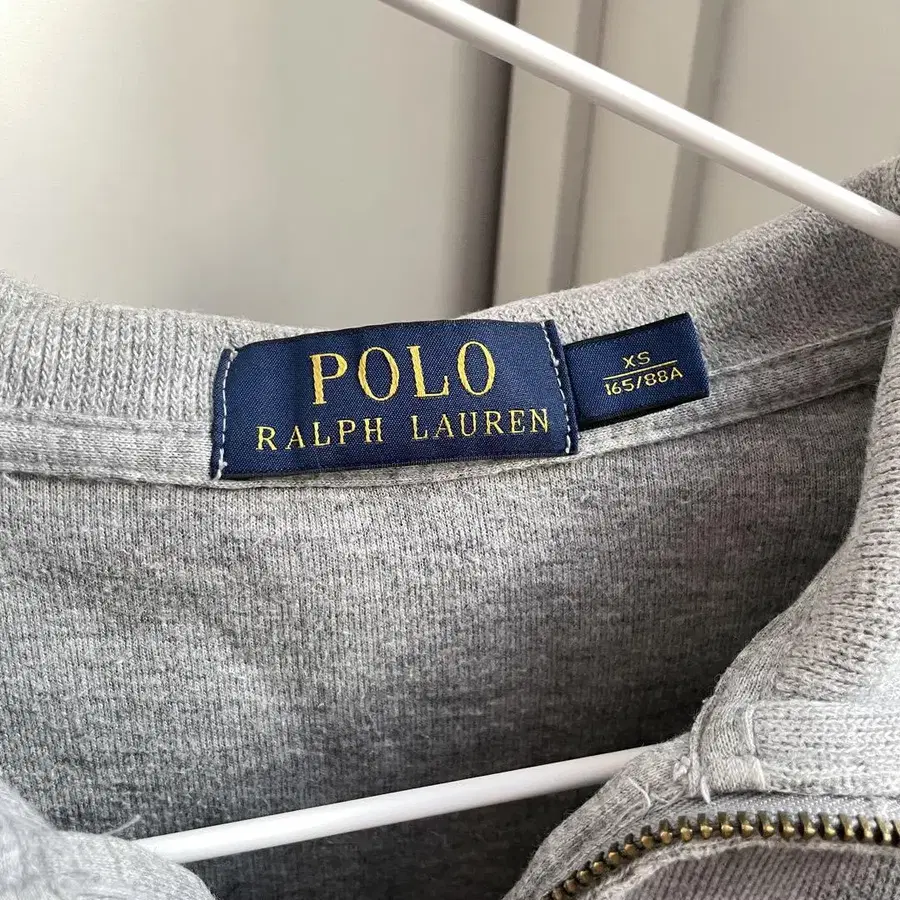 POLO
RALPH LAUREN
XS
165/88A